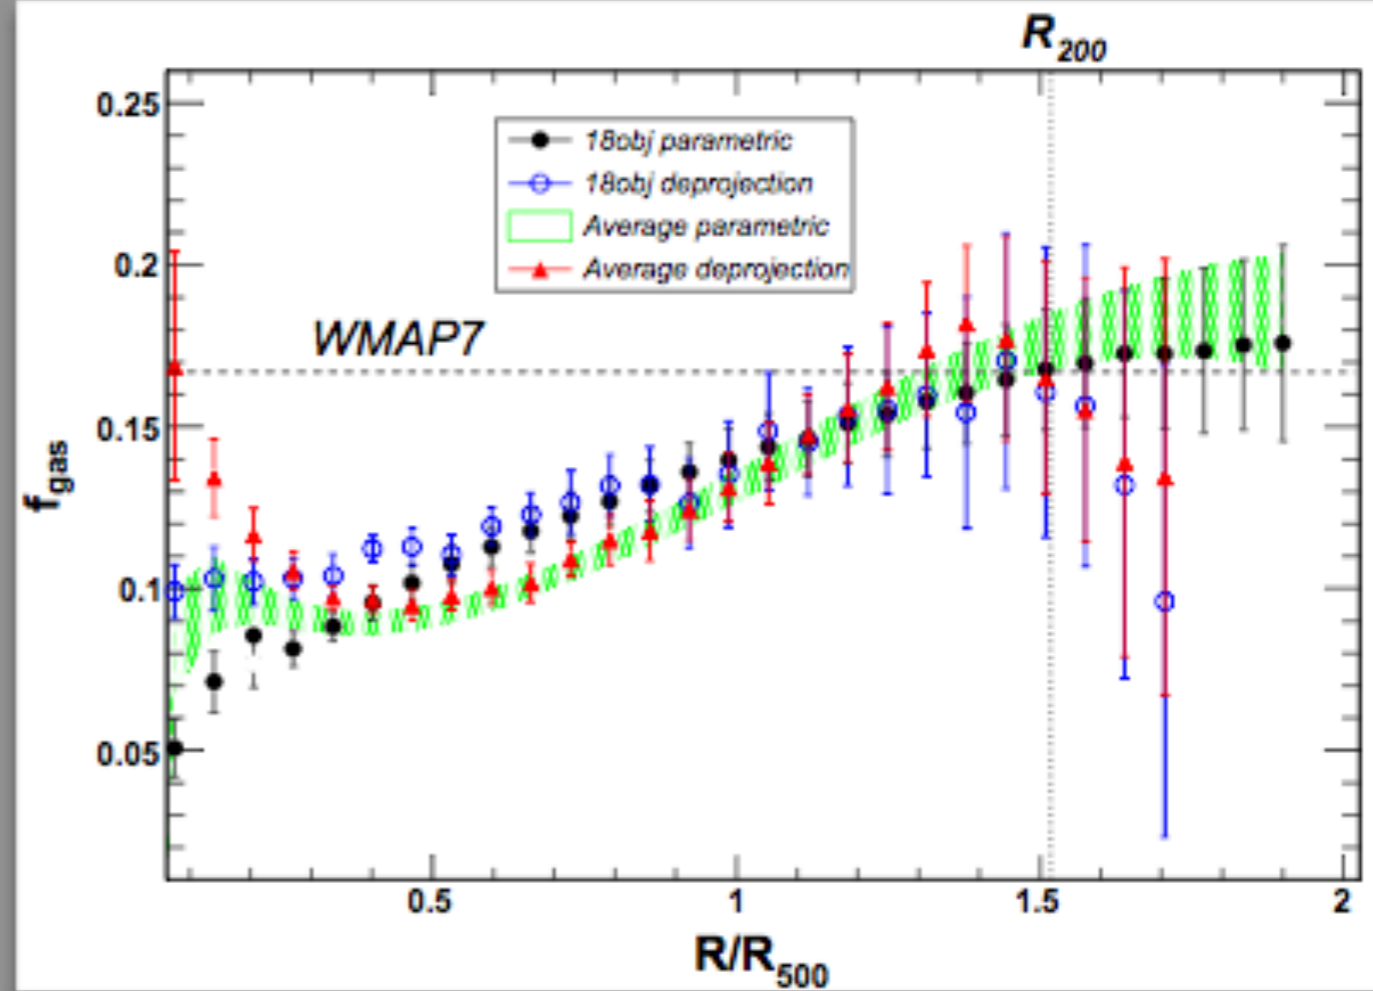 R200
0.25
18obj parametric
18obj deprojection
Average parametric
Average deprojection
0.2
WMAP7
0.15
fgas
0.1
0.05
0.5
1
1.5
2
R/R500